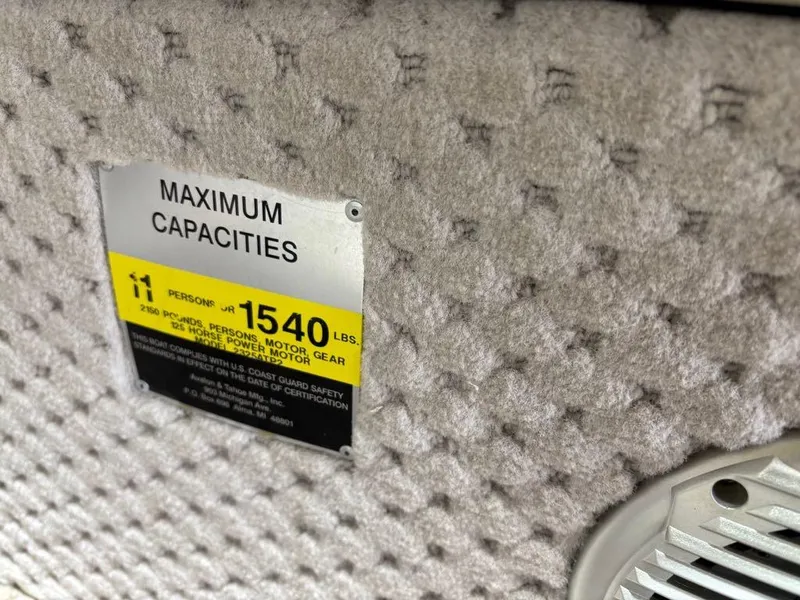 MAXIMUM
CAPACITIES
11 PERSONS OR 1540 LBS.
2150 POUNDS, PERSONS, MOTOR, GEAR
125 HORSE POWER MOTOR
MODEL 2325ATR2
THIS BOAT COMPLIES WITH U.S. COAST GUARD SAFETY
STANDARDS IN EFFECT ON THE DATE OF CERTIFICATION
Avalon & Tahoe Mfg., Inc.
903 Michigan Ave.
P.O. Box 698 Alma, MI 48801